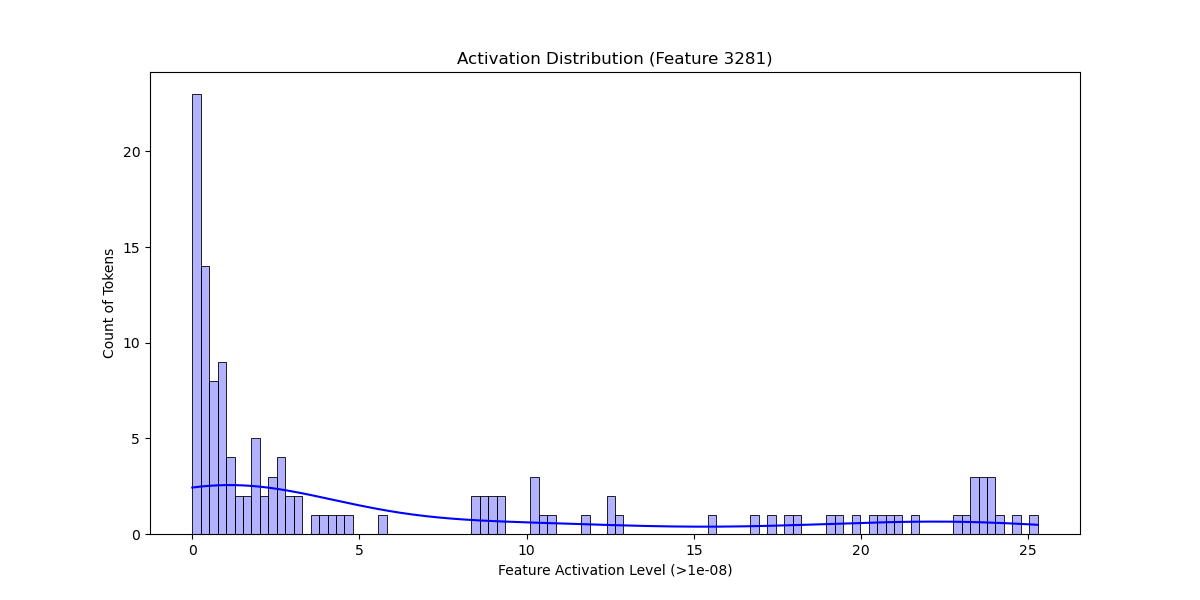 Activation Distribution (Feature 3281)
20
15
10
5
0
Count of Tokens
0 5 10 15 20 25
Feature Activation Level (>1e-08)